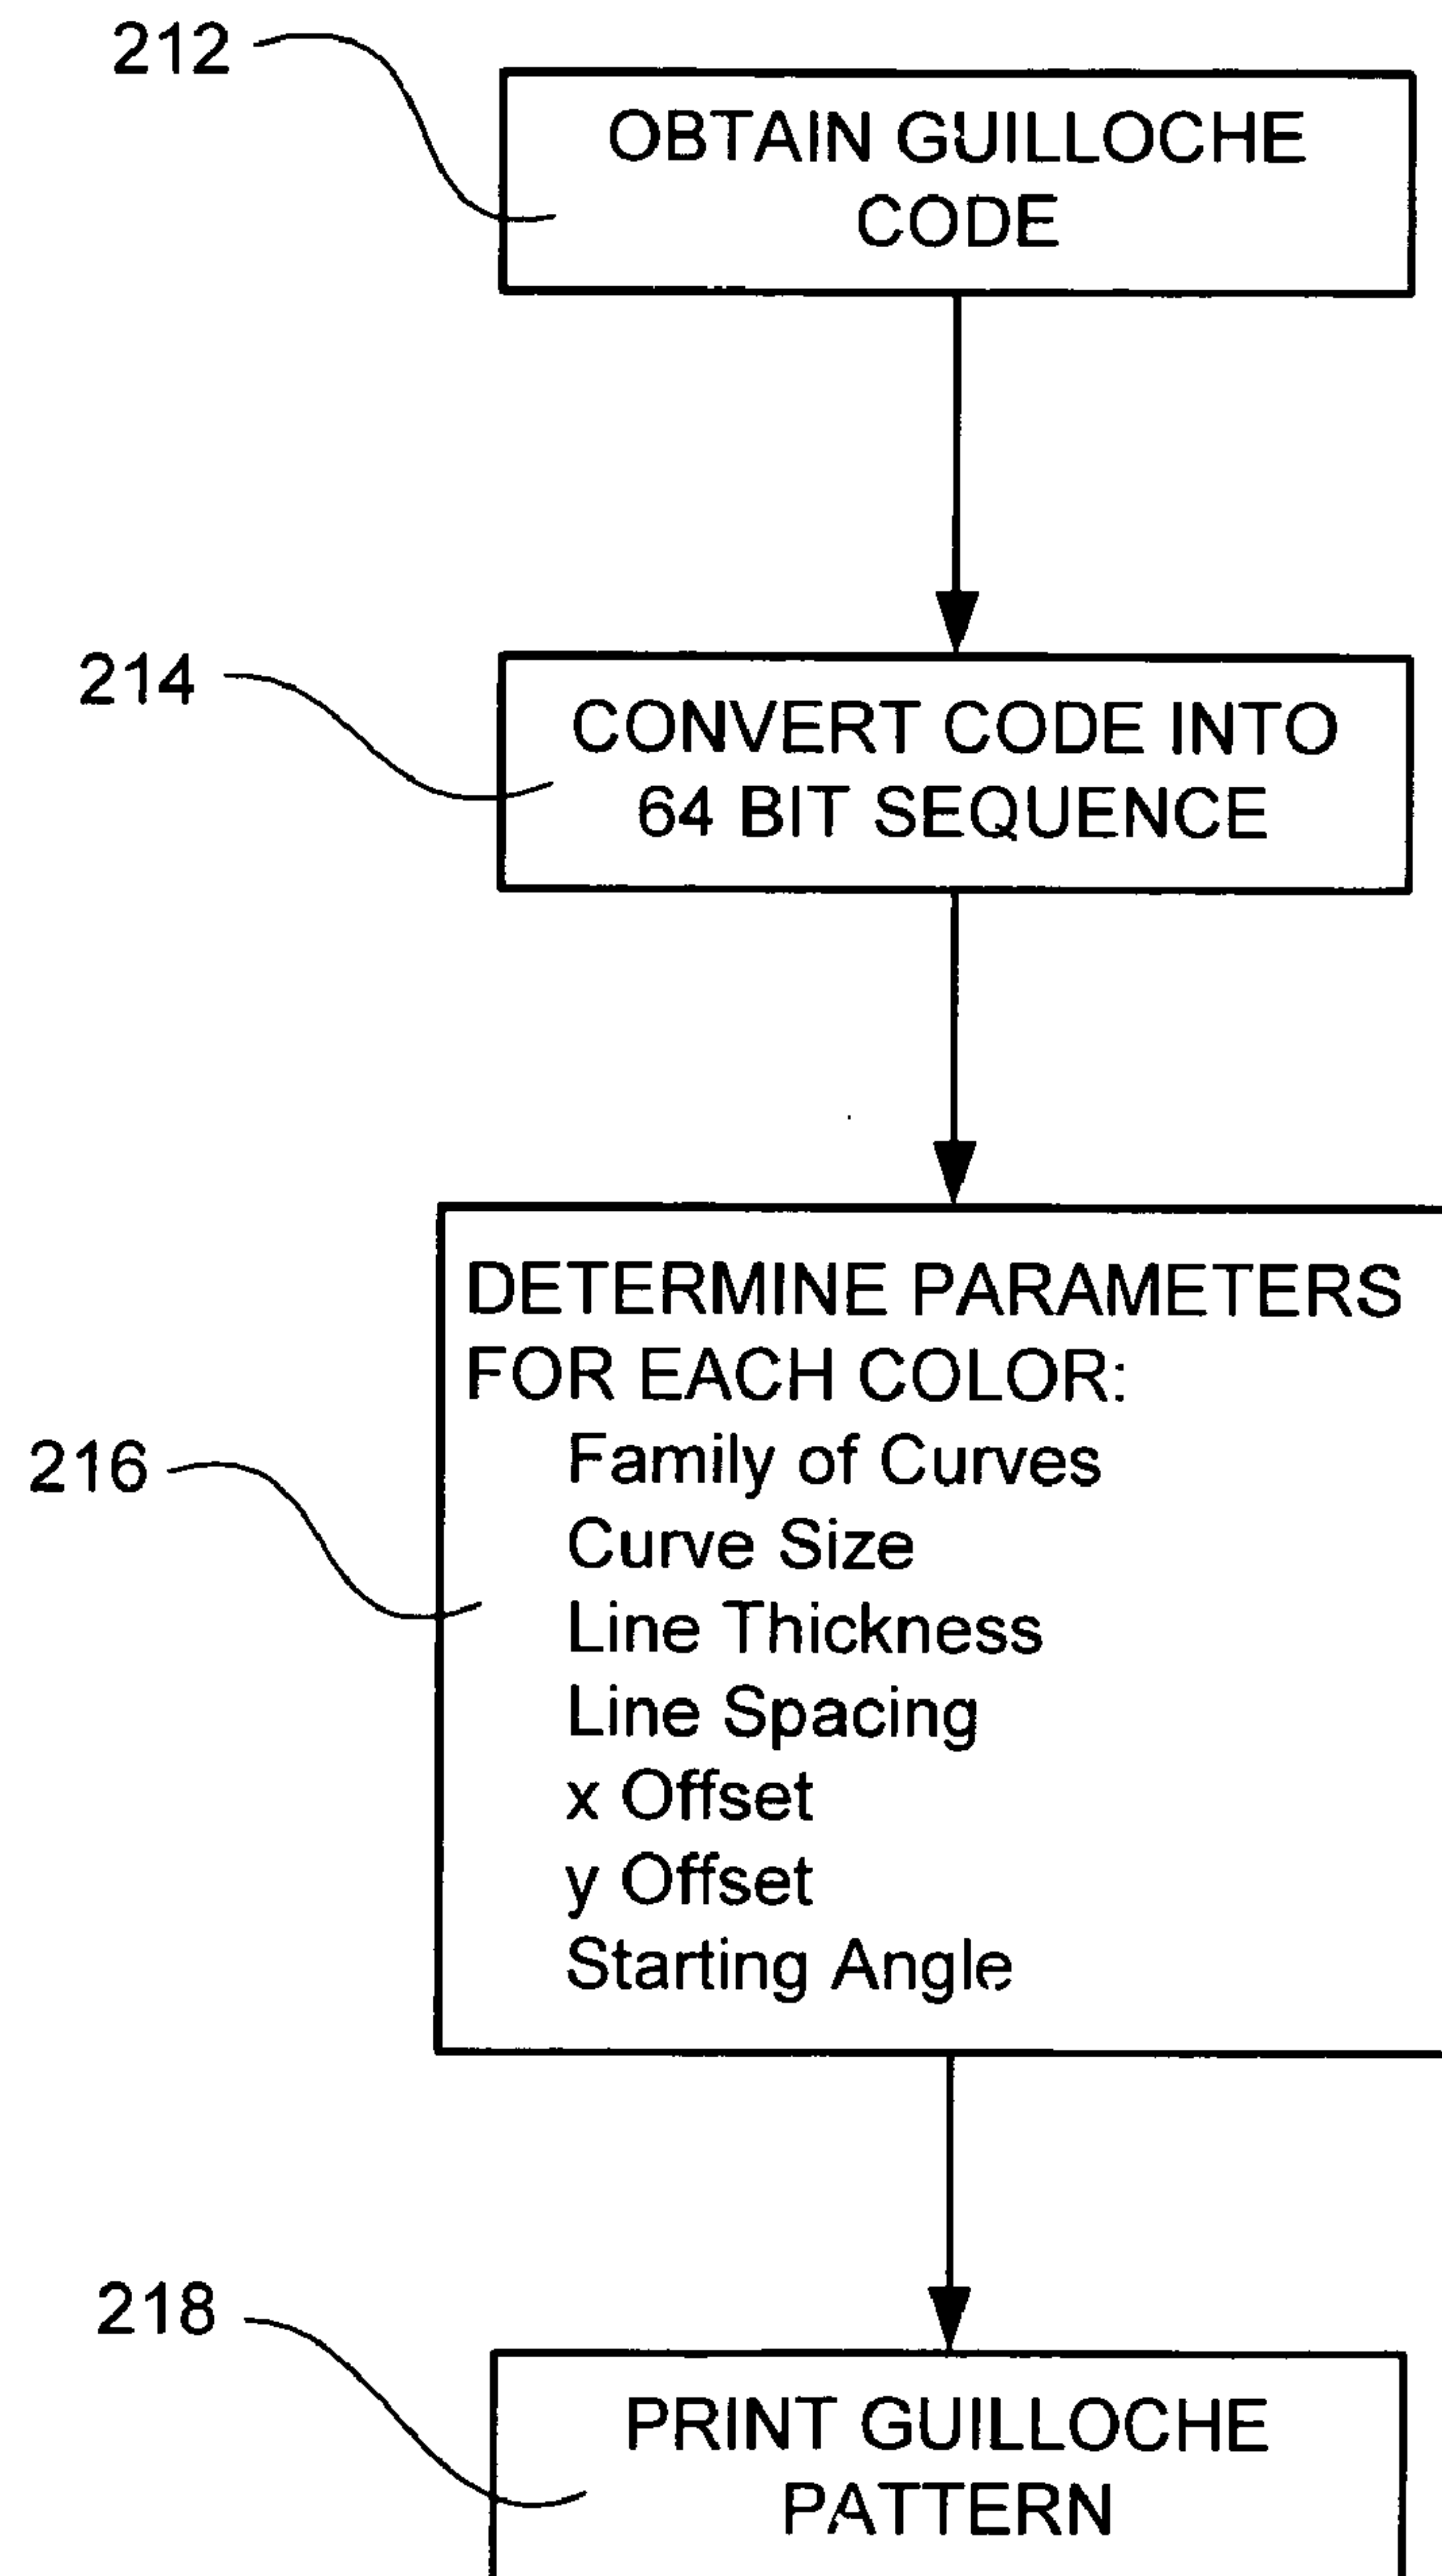 212
OBTAIN GUILLOCHE
CODE
214
CONVERT CODE INTO
64 BIT SEQUENCE
216
DETERMINE PARAMETERS
FOR EACH COLOR:
Family of Curves
Curve Size
Line Thickness
Line Spacing
x Offset
y Offset
Starting Angle
218
PRINT GUILLOCHE
PATTERN